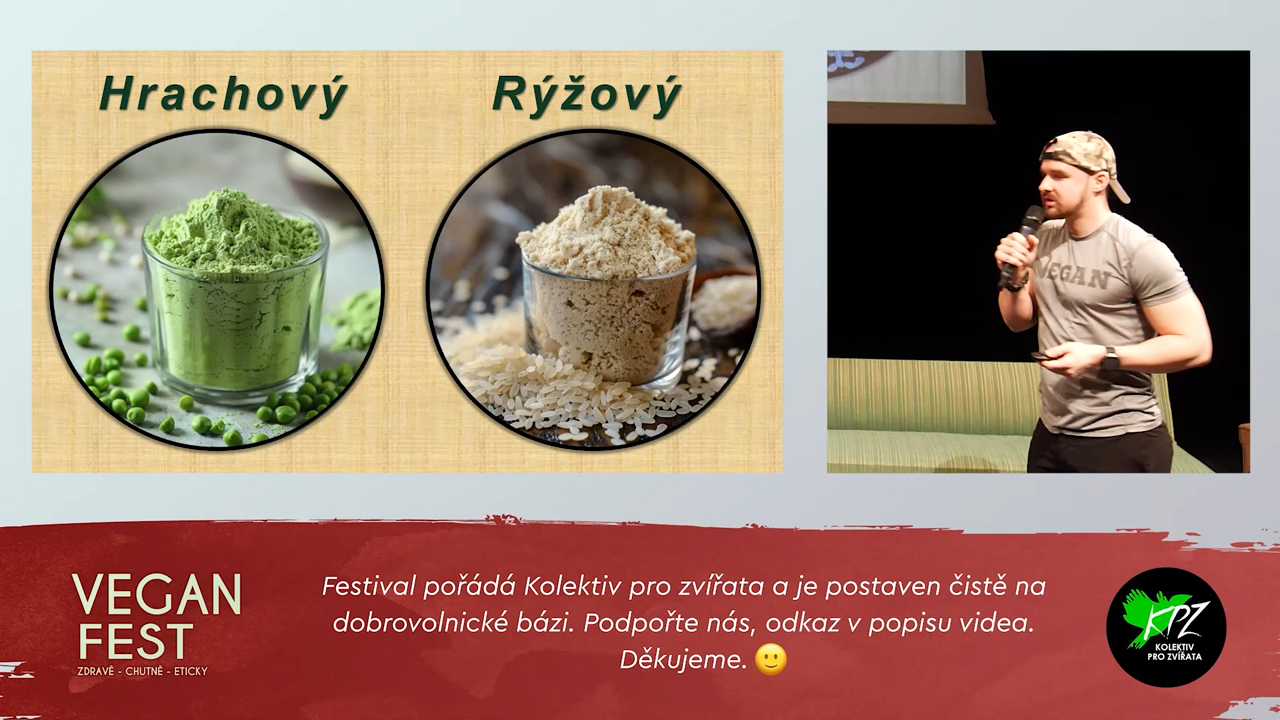 Hrachový
Rýžový
VEGAN
VEGAN
FEST
ZDRAVĚ - CHUTNĚ - ETICKY
Festival pořádá Kolektiv pro zvířata a je postaven čistě na
dobrovolnické bázi. Podpořte nás, odkaz v popisu videa.
Děkujeme. 🙂
KPZ
KOLEKTIV
PRO ZVÍŘATA